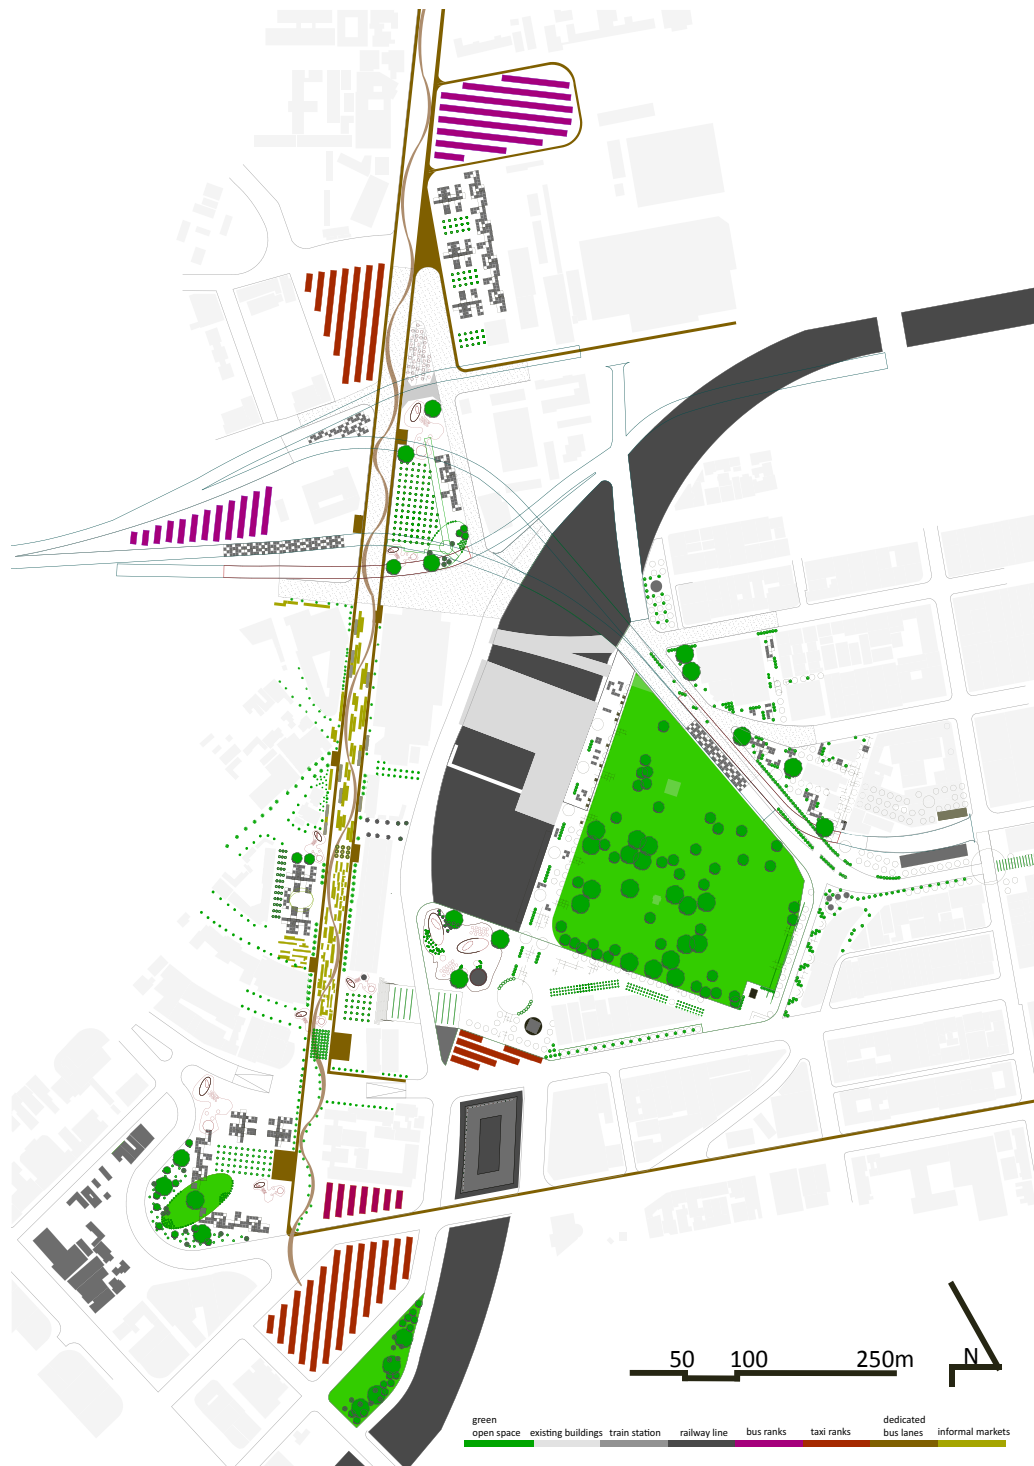 50 100 250m
N
green open space
existing buildings
train station
railway line
bus ranks
taxi ranks
dedicated bus lanes
informal markets